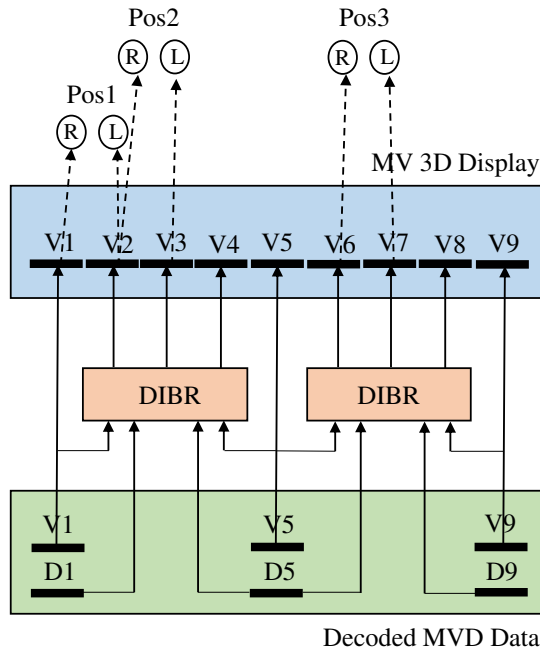 Pos2
Pos3
R L
R L
Pos1
R L
MV 3D Display
V1 V2 V3 V4 V5 V6 V7 V8 V9
DIBR DIBR
V1 V5 V9
D1 D5 D9
Decoded MVD Data